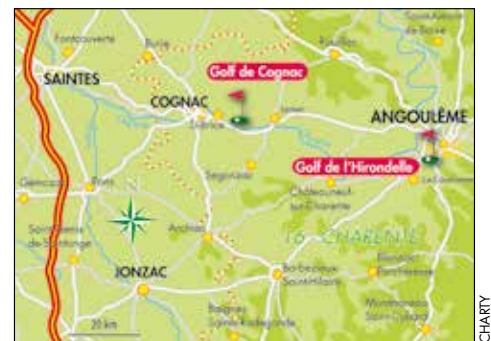 Fontcouverte
Burie
Rouillac
Saint-Amant
de-Boixe
SAINTES
Golf de Cognac
COGNAC
Jarnac
ANGOULÊME
Golf de l'Hirondelle
Segonzac
Gémozac
Pons
Châteauneuf
sur-Charente
La Couronne
Archiac
16 CHARENTE
Saint-Genis
de-Saintonge
JONZAC
Barbezieux
Saint-Hilaire
Blanzac
Porcheresse
20 km
Baignes
Sainte-Radegonde
Montmoreau
Saint-Cybard
CHARTY